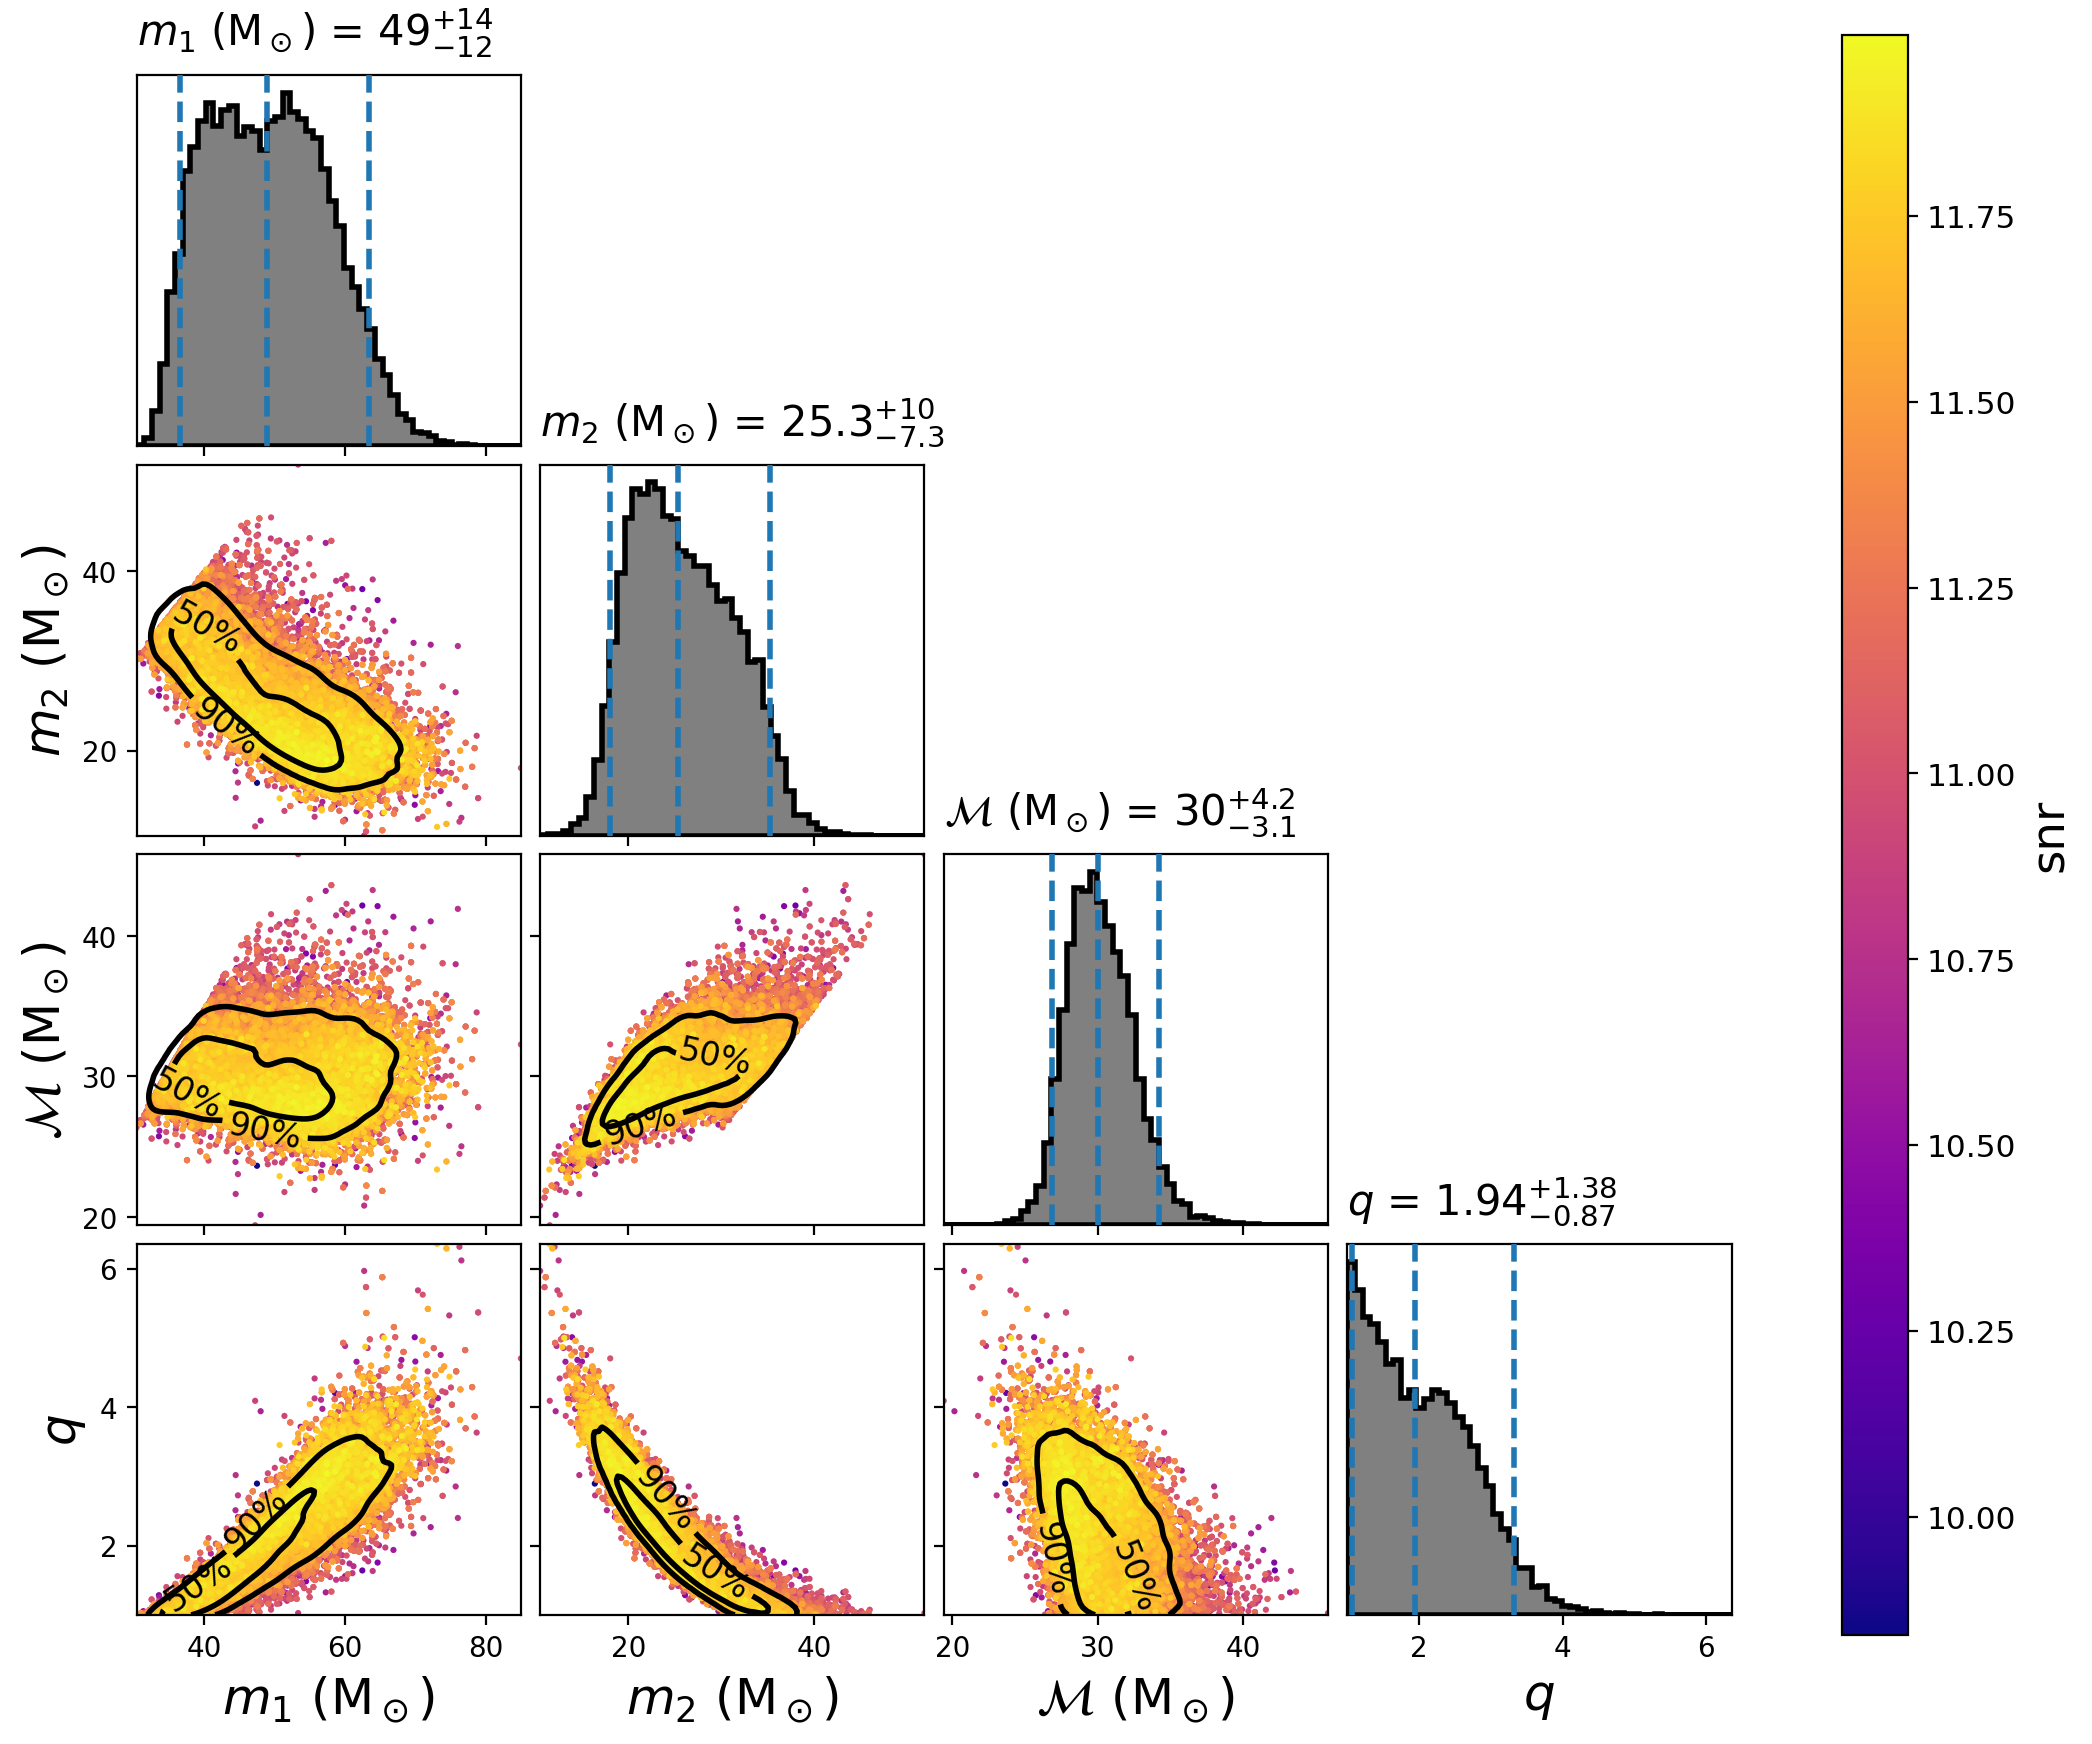 m₁ (M⊙) = 49 +14 −12
m₂ (M⊙) = 25.3 +10 −7.3
ℳ (M⊙) = 30 +4.2 −3.1
q = 1.94 +1.38 −0.87
m₂ (M⊙)
40
20
50%
90%
ℳ (M⊙)
40
30
20
50%
90%
50%
90%
q
6
4
2
90%
50%
90%
50%
90%
50%
40 60 80
20 40
20 30 40
2 4 6
m₁ (M⊙)
m₂ (M⊙)
ℳ (M⊙)
q
11.75
11.50
11.25
11.00
10.75
10.50
10.25
10.00
snr